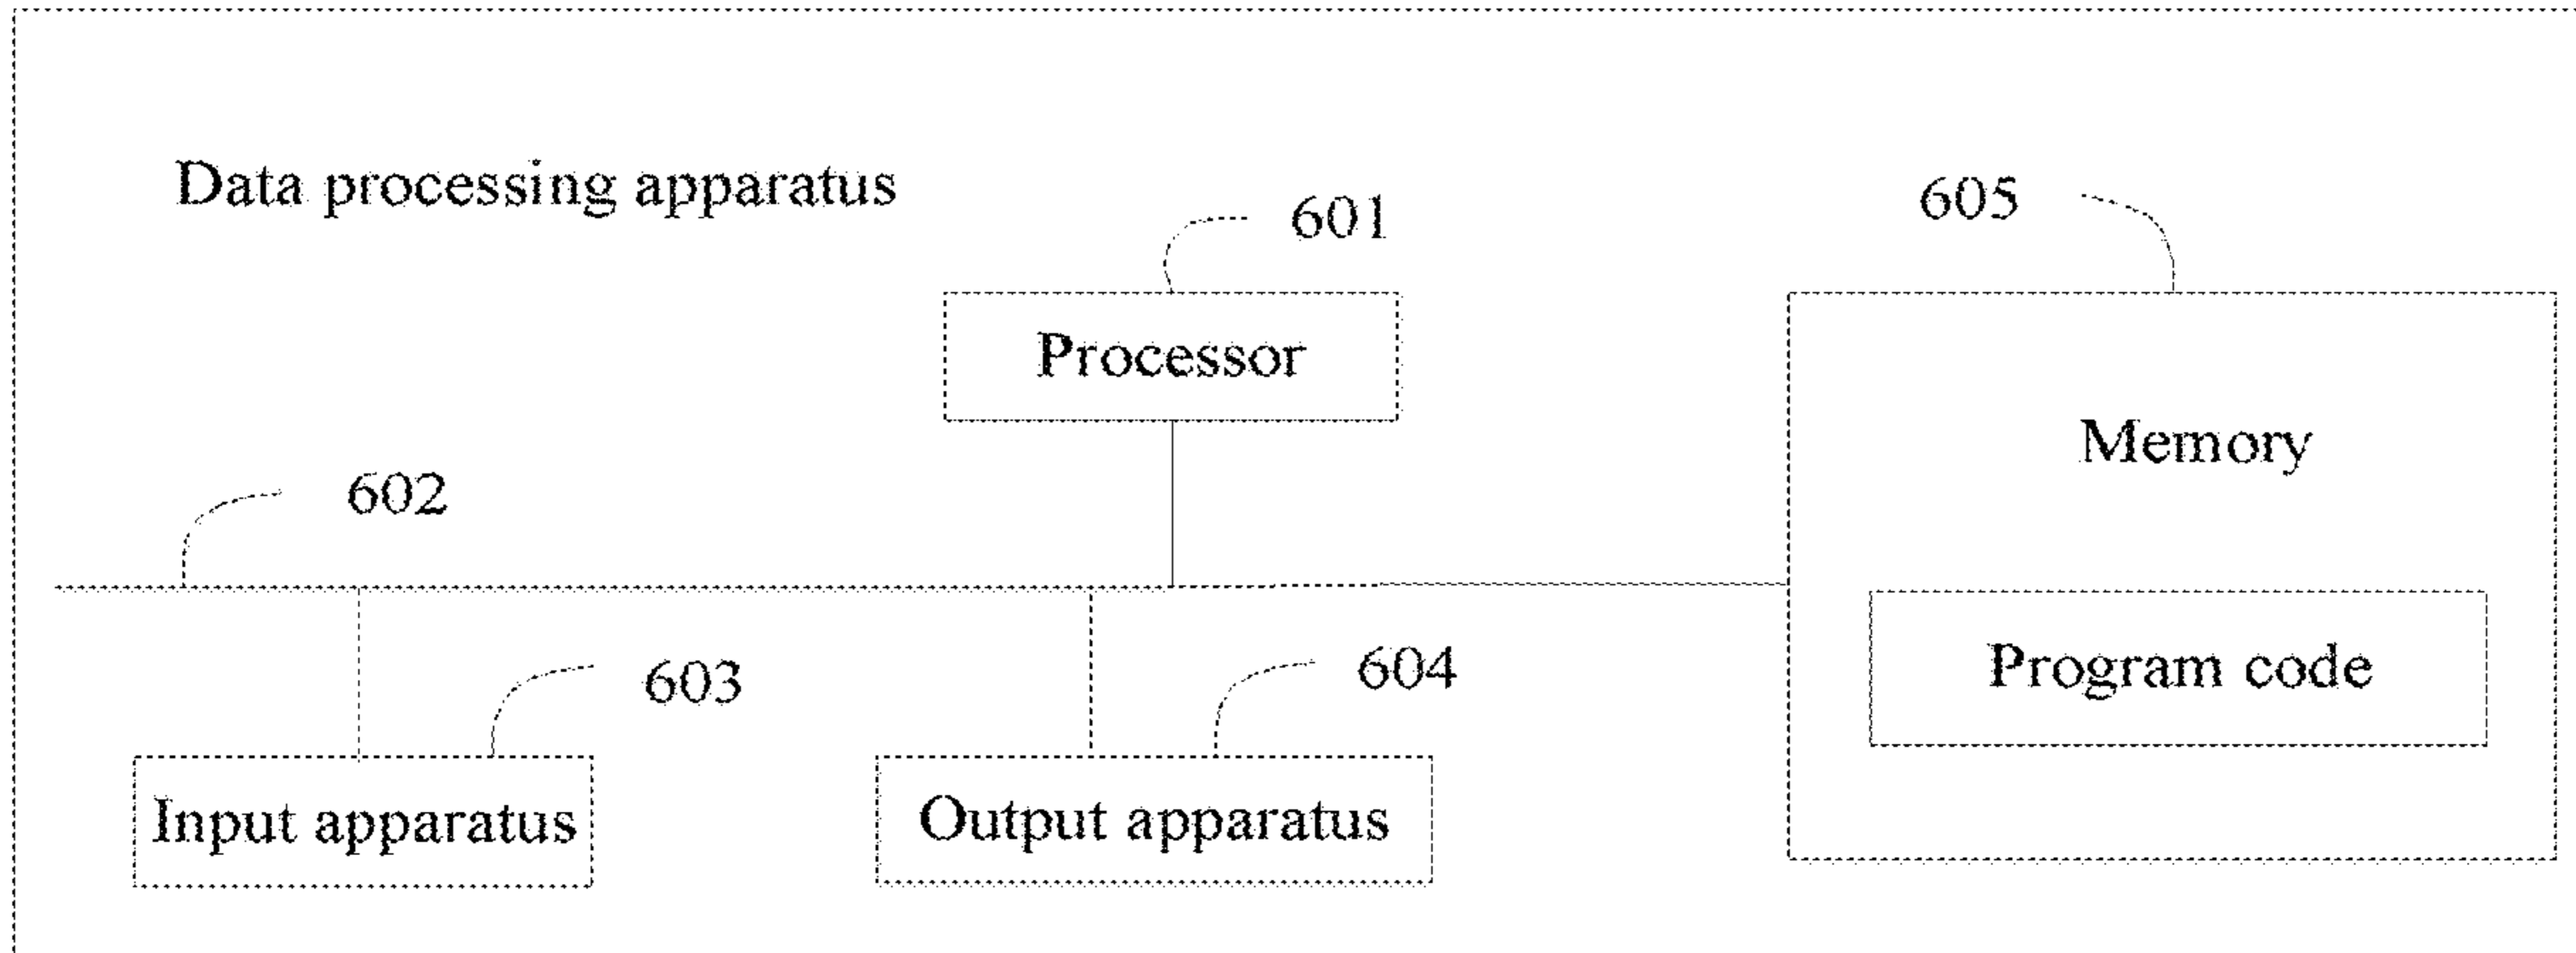 Data processing apparatus
601
605
Processor
Memory
602
Program code
603
604
Input apparatus
Output apparatus